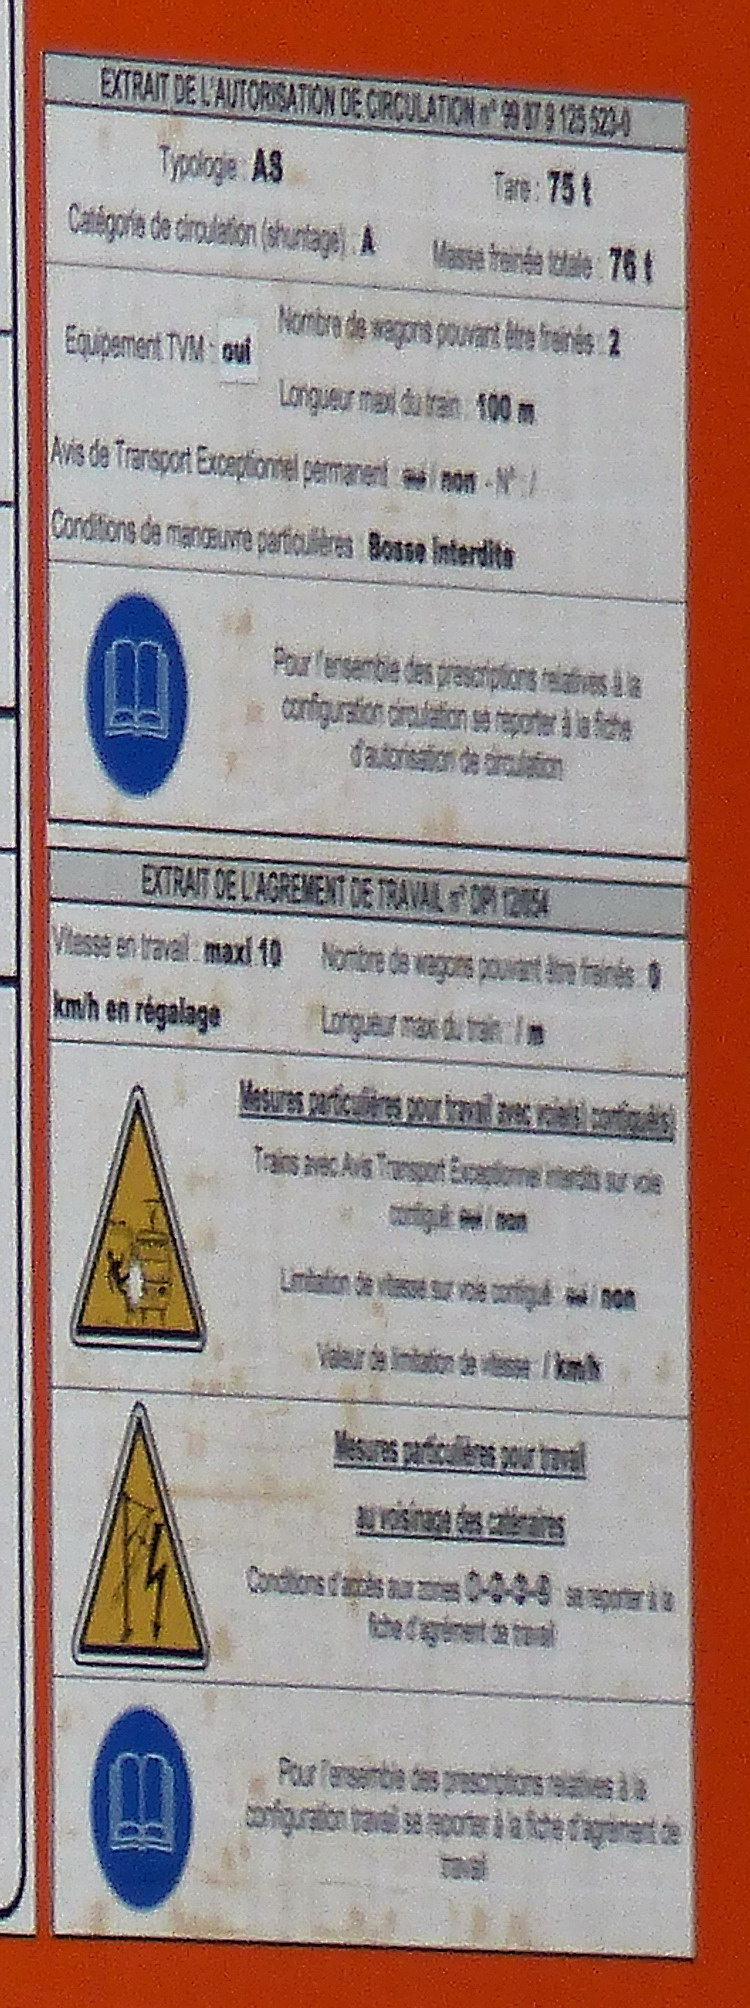 EXTRAIT DE L'AUTORISATION DE CIRCULATION n° 99 87 9 125 523-0
Typologie : AS Tare : 75 t
Catégorie de circulation (shuntage) : A Masse freinée totale : 76 t
Equipement TVM : oui Nombre de wagons pouvant être freinés : 2
Longueur maxi du train : 100 m
Avis de Transport Exceptionnel permanent : oui / non - N° : /
Conditions de manœuvre particulières : Bosse Interdite
Pour l'ensemble des prescriptions relatives à la
configuration circulation se reporter à la fiche
d'autorisation de circulation
EXTRAIT DE L'AGREMENT DE TRAVAIL n° DPI 12/054
Vitesse en travail : maxi 10 Nombre de wagons pouvant être freinés : 0
km/h en régalage Longueur maxi du train : / m
Mesures particulières pour travail avec voie(s) contiguë(s)
Trains avec Avis Transport Exceptionnel interdits sur voie
contiguë: oui / non
Limitation de vitesse sur voie contiguë : oui / non
Valeur de limitation de vitesse : / km/h
Mesures particulières pour travail
au voisinage des caténaires
Conditions d'accès aux zones : se reporter à la
fiche d'agrément de travail
Pour l'ensemble des prescriptions relatives à la
configuration travail se reporter à la fiche d'agrément de
travail